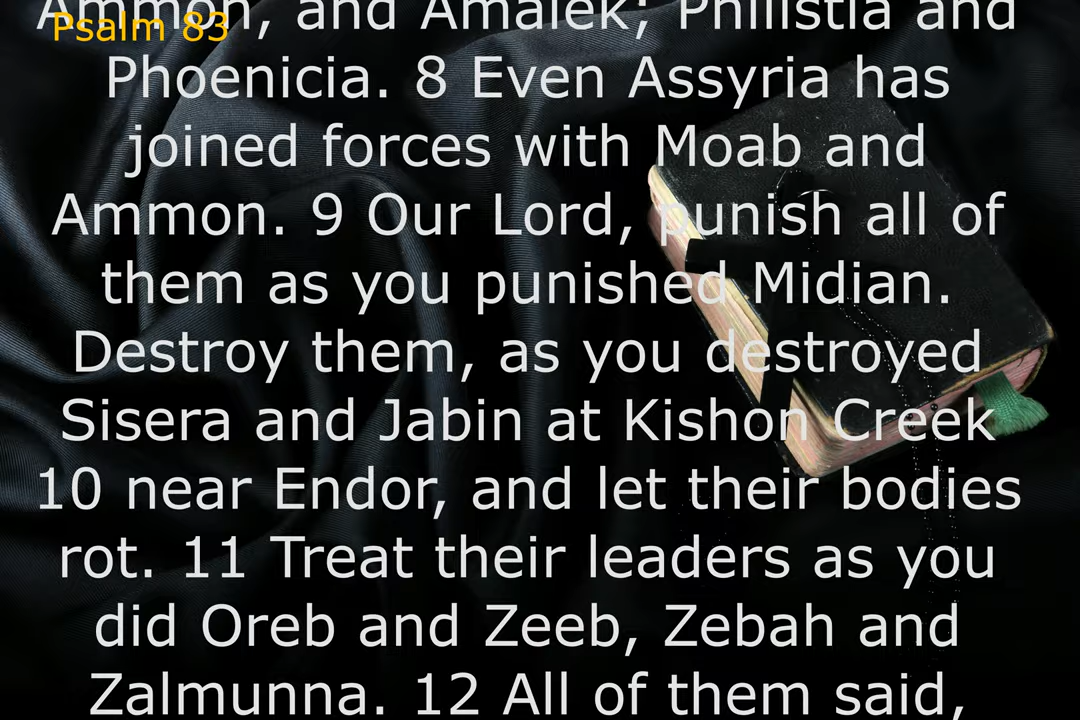 Ammon, and Amalek; Philistia and
Psalm 83
Phoenicia. 8 Even Assyria has
joined forces with Moab and
Ammon. 9 Our Lord, punish all of
them as you punished Midian.
Destroy them, as you destroyed
Sisera and Jabin at Kishon Creek
10 near Endor, and let their bodies
rot. 11 Treat their leaders as you
did Oreb and Zeeb, Zebah and
Zalmunna. 12 All of them said,